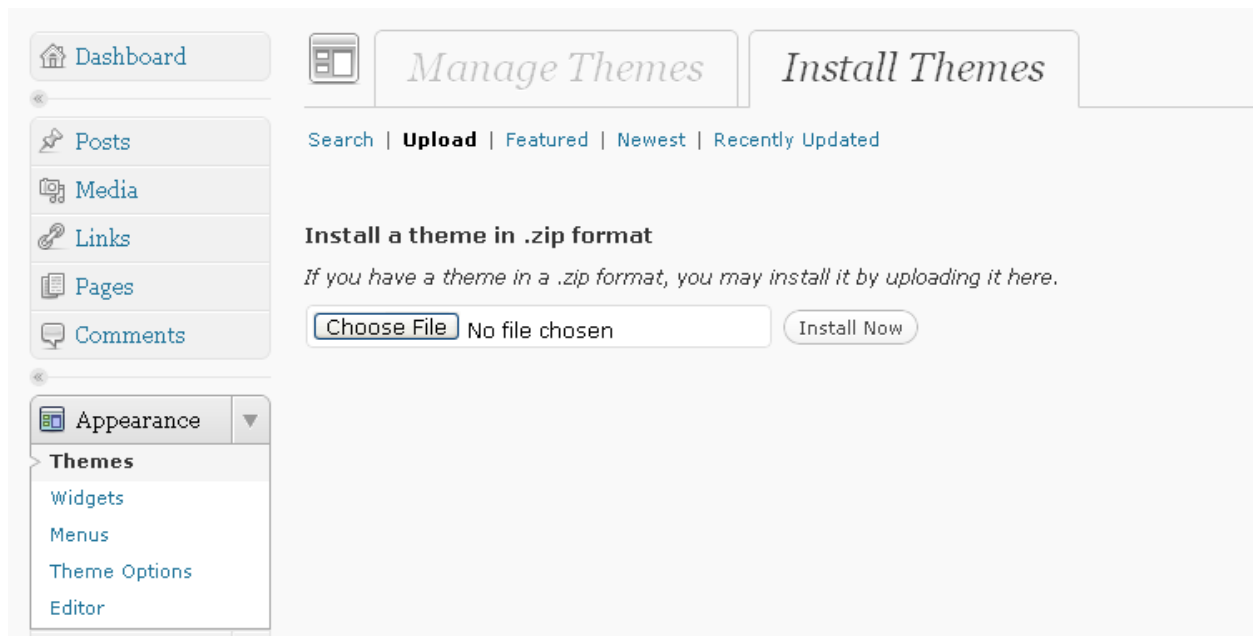 Dashboard
Posts
Media
Links
Pages
Comments
Appearance
Themes
Widgets
Menus
Theme Options
Editor
Manage Themes
Install Themes
Search | Upload | Featured | Newest | Recently Updated
Install a theme in .zip format
If you have a theme in a .zip format, you may install it by uploading it here.
Choose File No file chosen Install Now